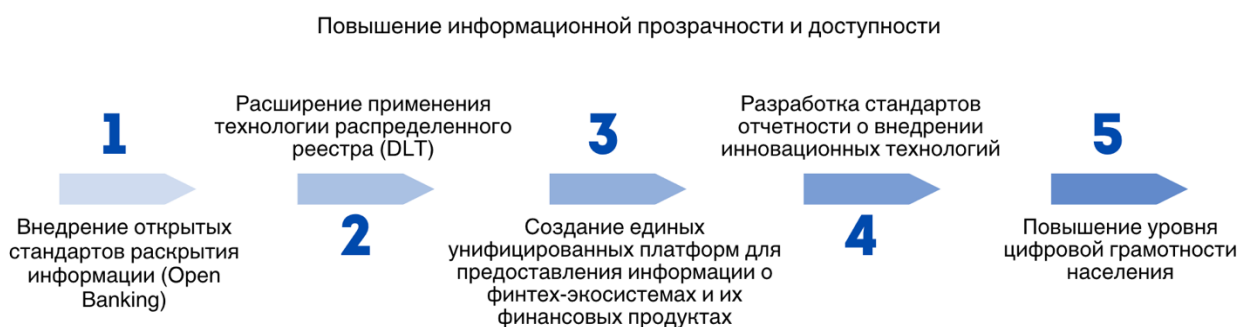 Повышение информационной прозрачности и доступности
1
Внедрение открытых
стандартов раскрытия
информации (Open
Banking)
Расширение применения
технологии распределенного
реестра (DLT)
2
3
Создание единых
унифицированных платформ для
предоставления информации о
финтех-экосистемах и их
финансовых продуктах
Разработка стандартов
отчетности о внедрении
инновационных технологий
4
5
Повышение уровня
цифровой грамотности
населения